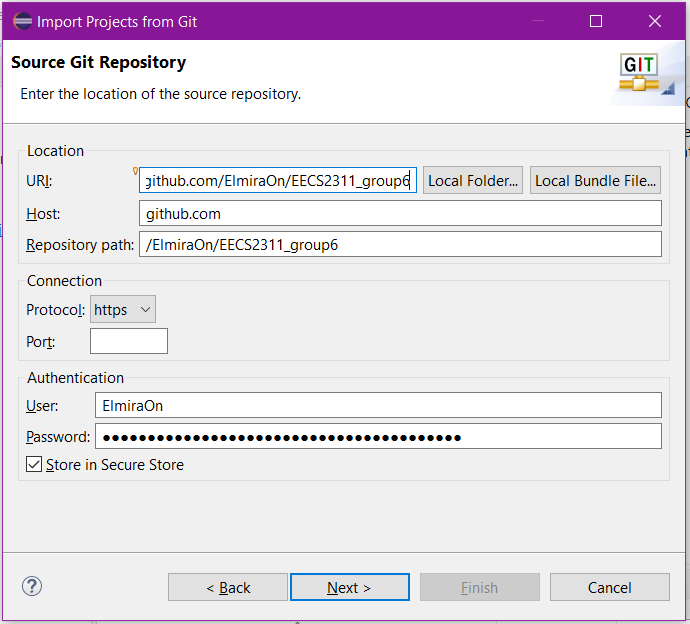 Import Projects from Git
Source Git Repository
Enter the location of the source repository.
GIT
Location
URI: github.com/ElmiraOn/EECS2311_group6 Local Folder... Local Bundle File...
Host: github.com
Repository path: /ElmiraOn/EECS2311_group6
Connection
Protocol: https
Port:
Authentication
User: ElmiraOn
Password: ●●●●●●●●●●●●●●●●●●●●●●●●●●●●●●●●●●●●●●●●
Store in Secure Store
? < Back Next > Finish Cancel